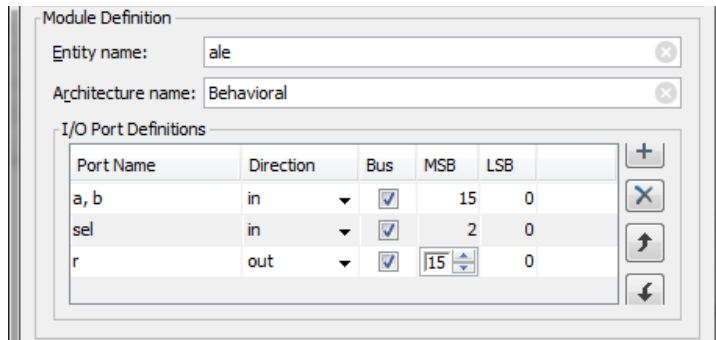 Module Definition
Entity name: ale
Architecture name: Behavioral
I/O Port Definitions
Port Name Direction Bus MSB LSB
a, b in 15 0
sel in 2 0
r out 15 0